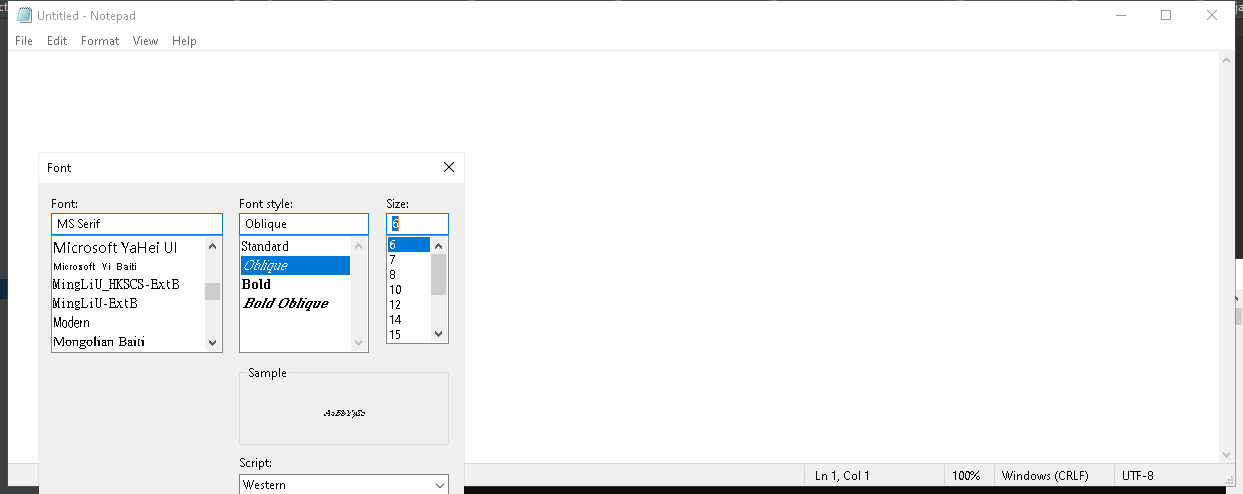 Untitled - Notepad
File Edit Format View Help
Font
Font: Font style: Size:
MS Serif Oblique 6
Microsoft YaHei UI Standard 6
Microsoft Yi Baiti Oblique 7
MingLiU_HKSCS-ExtB Bold 8
MingLiU-ExtB Bold Oblique 10
Modern 12
Mongolian Baiti 14
15
Sample
AaBbYyZz
Script:
Western
Ln 1, Col 1 100% Windows (CRLF) UTF-8